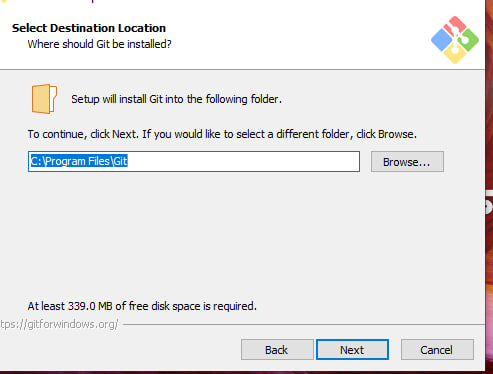 Select Destination Location
Where should Git be installed?
Setup will install Git into the following folder.
To continue, click Next. If you would like to select a different folder, click Browse.
C:\Program Files\Git
Browse...
At least 339.0 MB of free disk space is required.
tps://gitforwindows.org/
Back
Next
Cancel